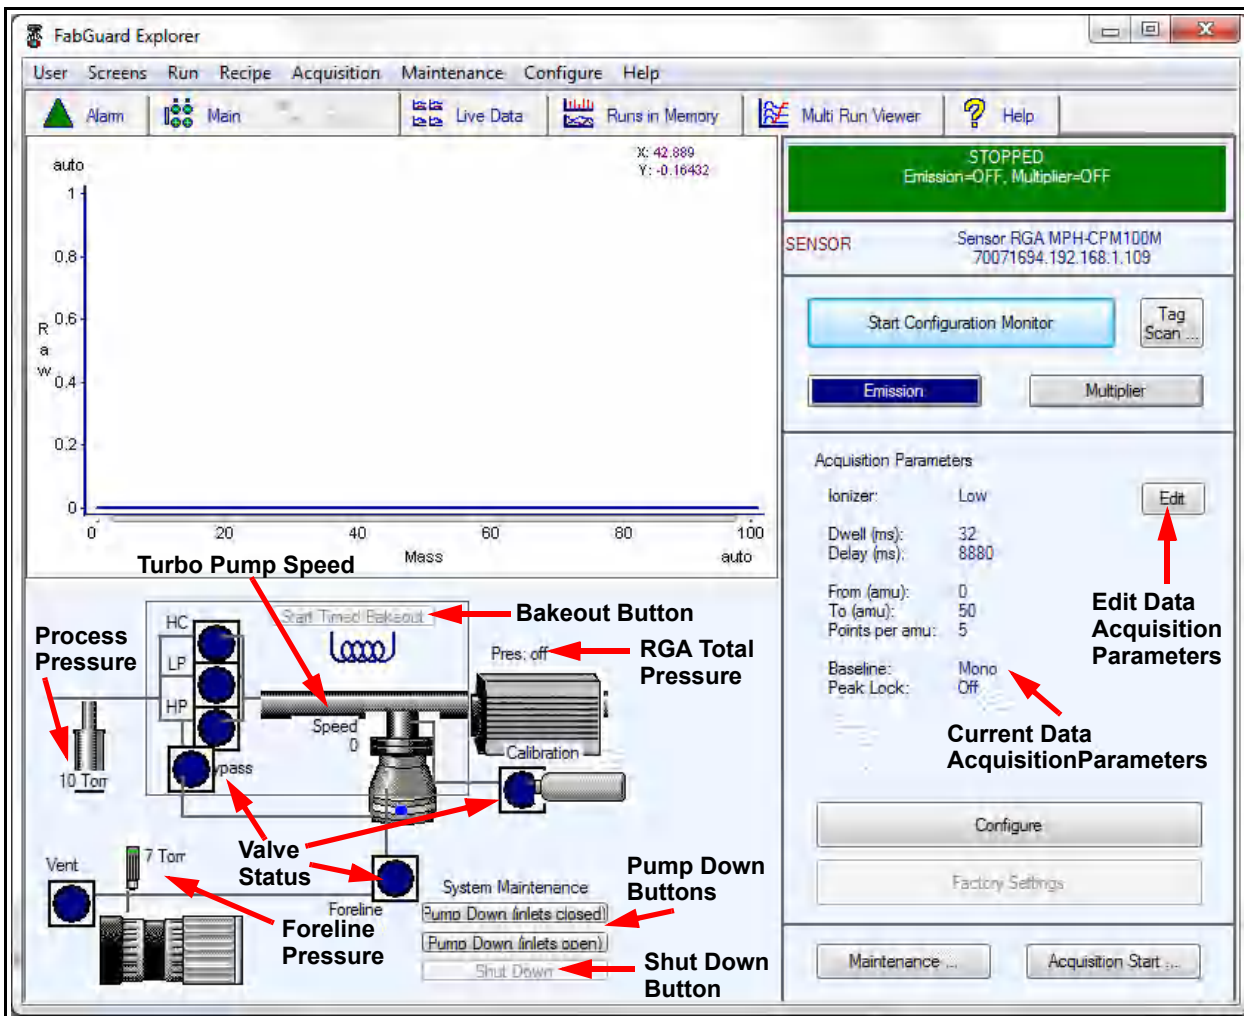 FabGuard Explorer
User Screens Run Recipe Acquisition Maintenance Configure Help
Alarm Main Live Data Runs in Memory Multi Run Viewer Help
auto
X: 42.889
Y: -0.16432
1
0.8
0.6
0.4
0.2
0
Raw
0 20 40 60 80 100
Mass
auto
STOPPED
Emission=OFF, Multiplier=OFF
SENSOR
Sensor RGA MPH-CPM100M
70071694.192.168.1.109
Start Configuration Monitor
Tag
Scan ...
Emission
Multiplier
Acquisition Parameters
Ionizer: Low
Edit
Dwell (ms): 32
Delay (ms): 8880
From (amu): 0
To (amu): 50
Points per amu: 5
Baseline: Mono
Peak Lock: Off
Edit Data
Acquisition
Parameters
Current Data
AcquisitionParameters
Configure
Factory Settings
Maintenance ...
Acquisition Start ...
Turbo Pump Speed
Start Timed Bakeout
Bakeout Button
Process
Pressure
HC
LP
HP
Pres: off
RGA Total
Pressure
Speed
0
Calibration
10 Torr
ypass
Valve
Status
Vent
7 Torr
Foreline
Foreline
Pressure
System Maintenance
Pump Down (inlets closed)
Pump Down (inlets open)
Shut Down
Pump Down
Buttons
Shut Down
Button